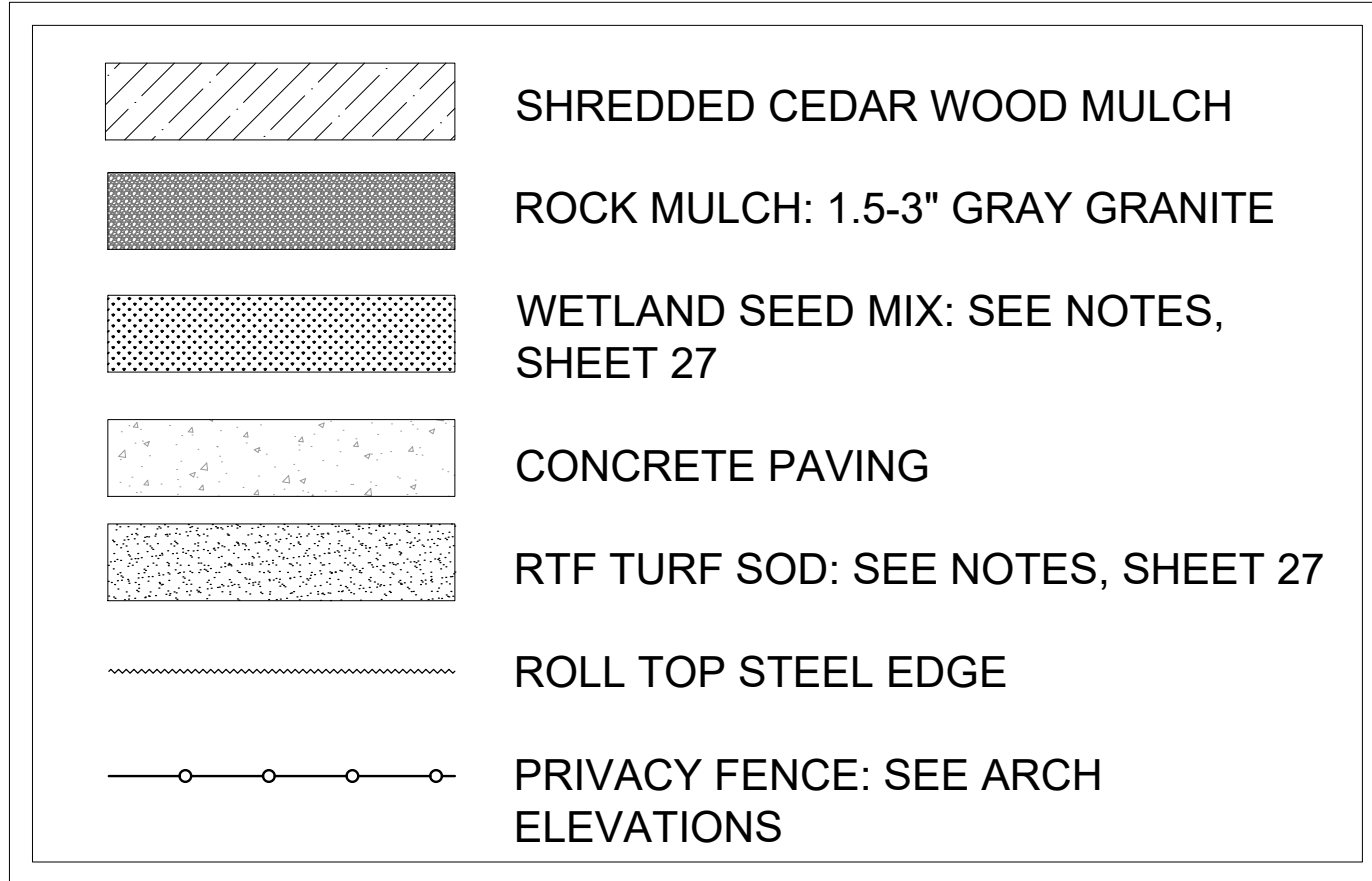 SHREDDED CEDAR WOOD MULCH
ROCK MULCH: 1.5-3" GRAY GRANITE
WETLAND SEED MIX: SEE NOTES,
SHEET 27
CONCRETE PAVING
RTF TURF SOD: SEE NOTES, SHEET 27
ROLL TOP STEEL EDGE
PRIVACY FENCE: SEE ARCH
ELEVATIONS